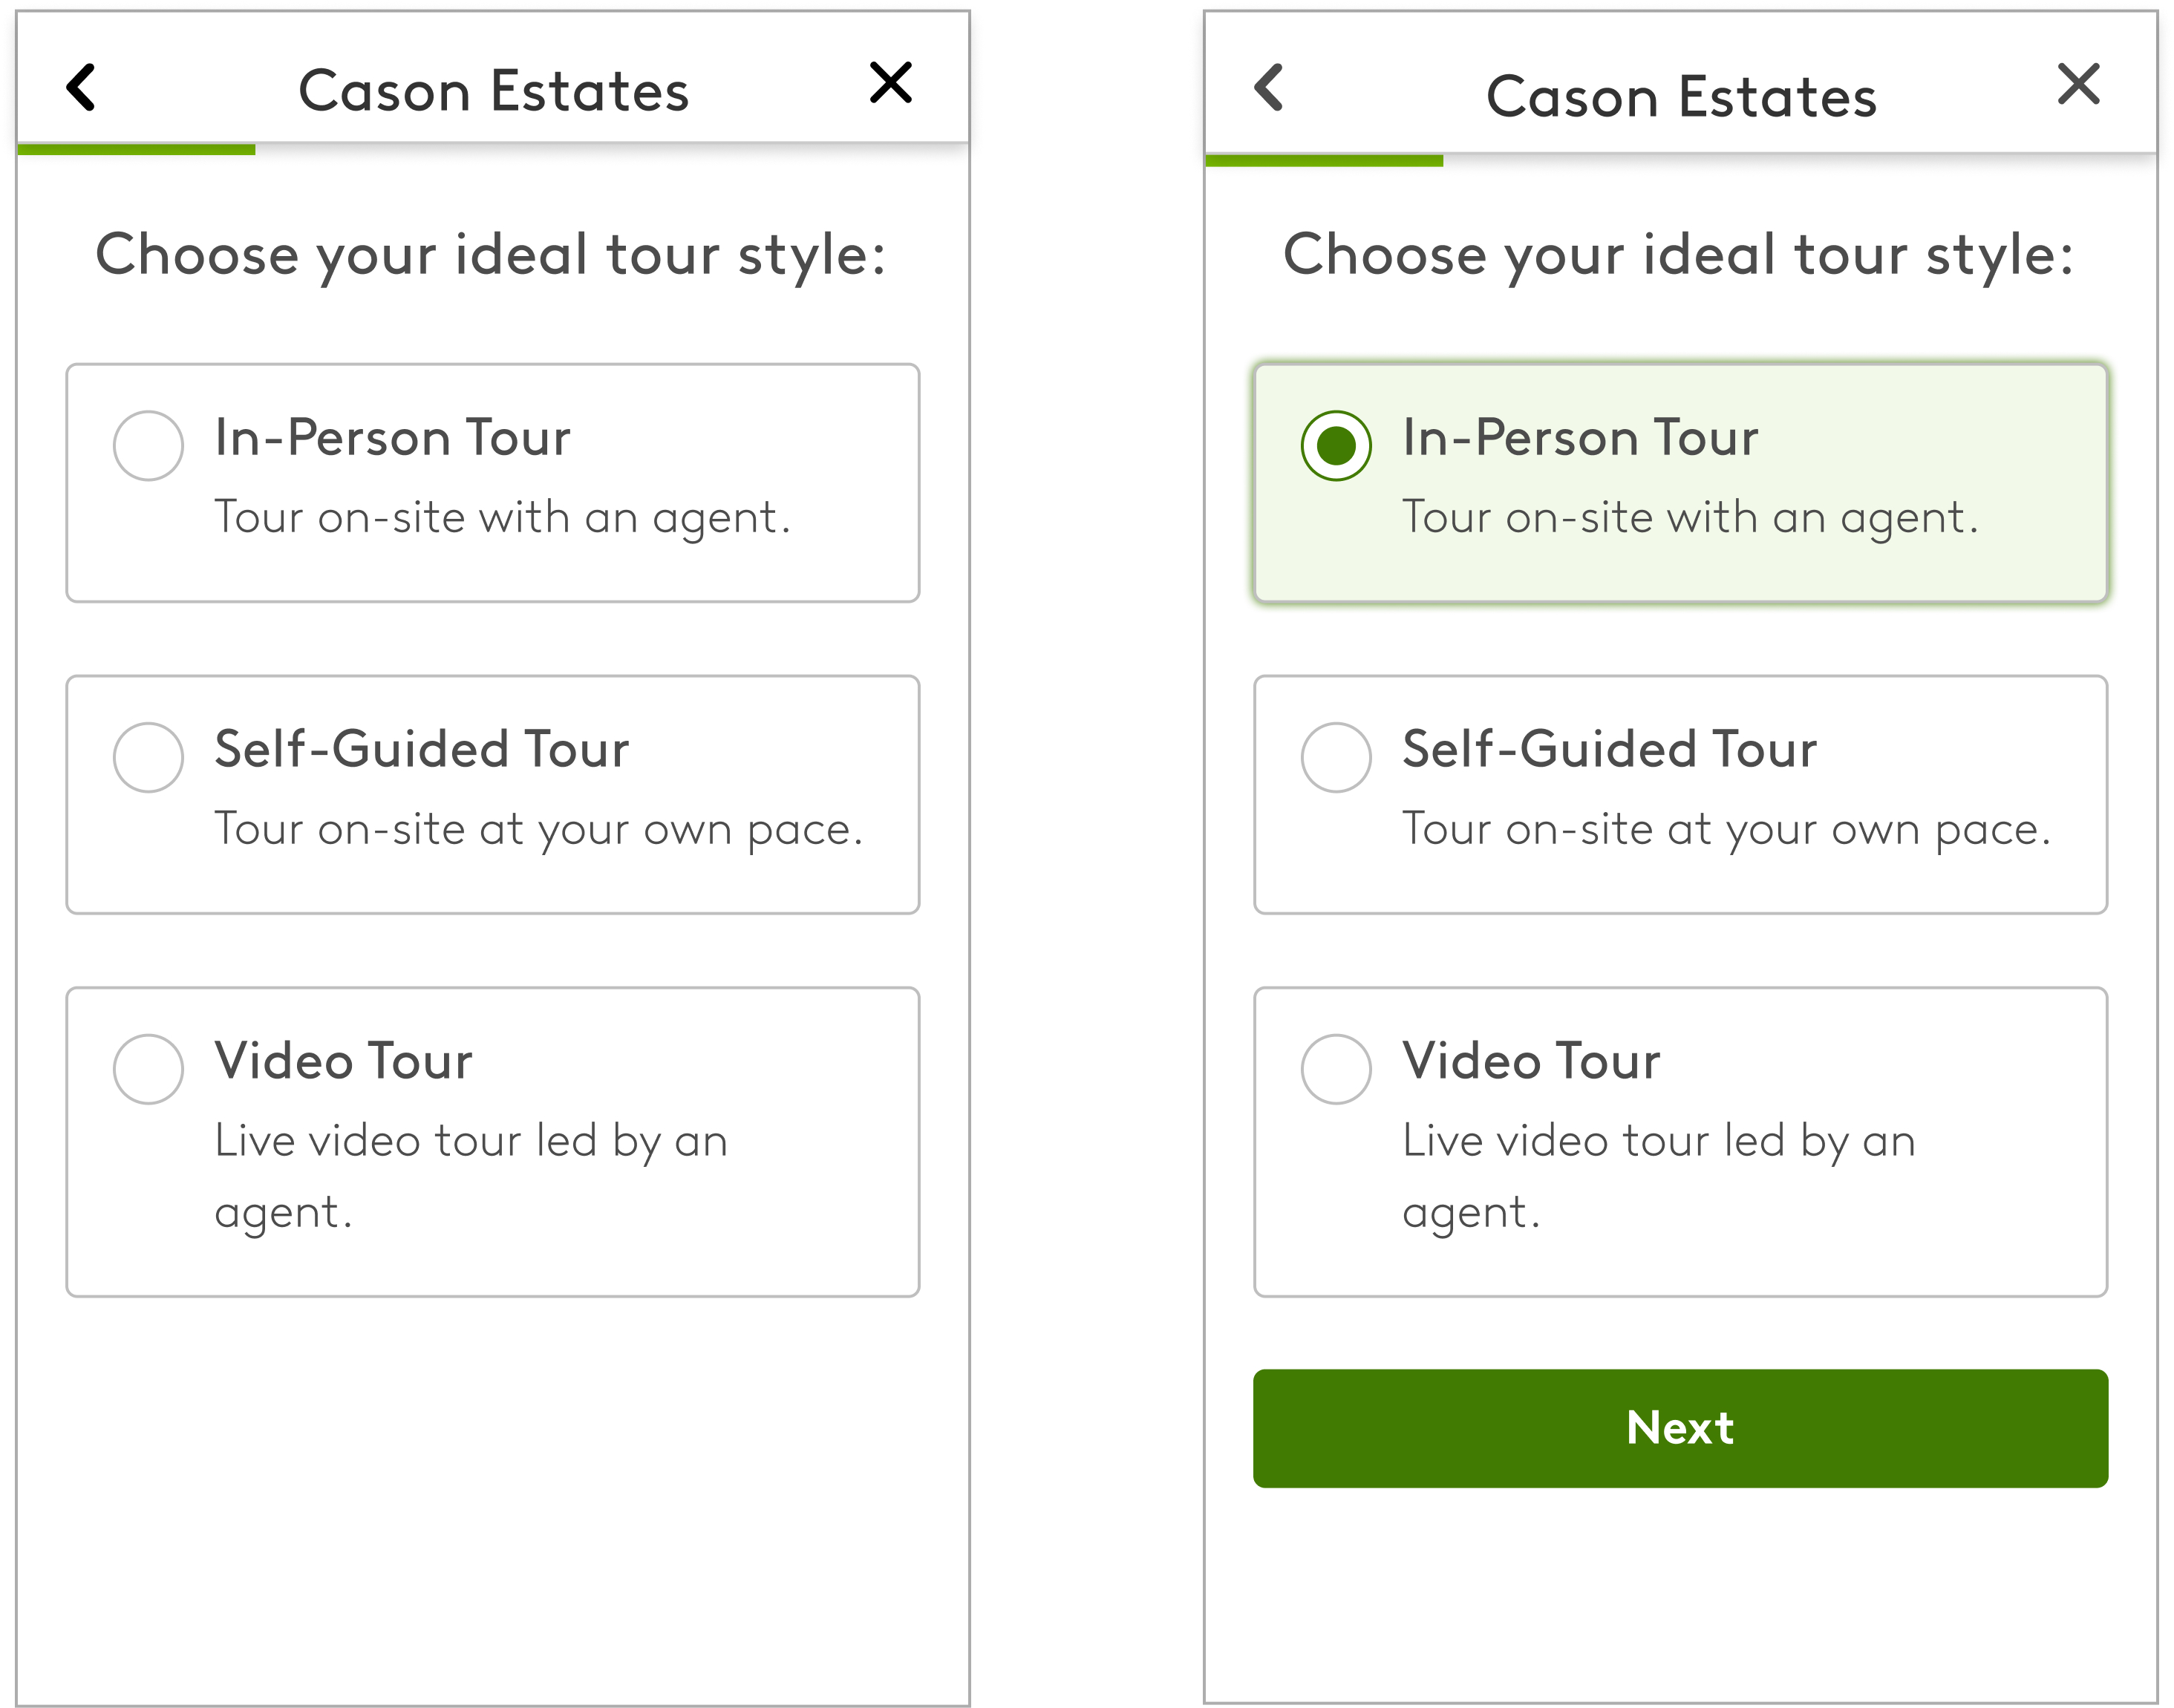 Cason Estates
Choose your ideal tour style:
In-Person Tour
Tour on-site with an agent.
Self-Guided Tour
Tour on-site at your own pace.
Video Tour
Live video tour led by an
agent.
Cason Estates
Choose your ideal tour style:
In-Person Tour
Tour on-site with an agent.
Self-Guided Tour
Tour on-site at your own pace.
Video Tour
Live video tour led by an
agent.
Next